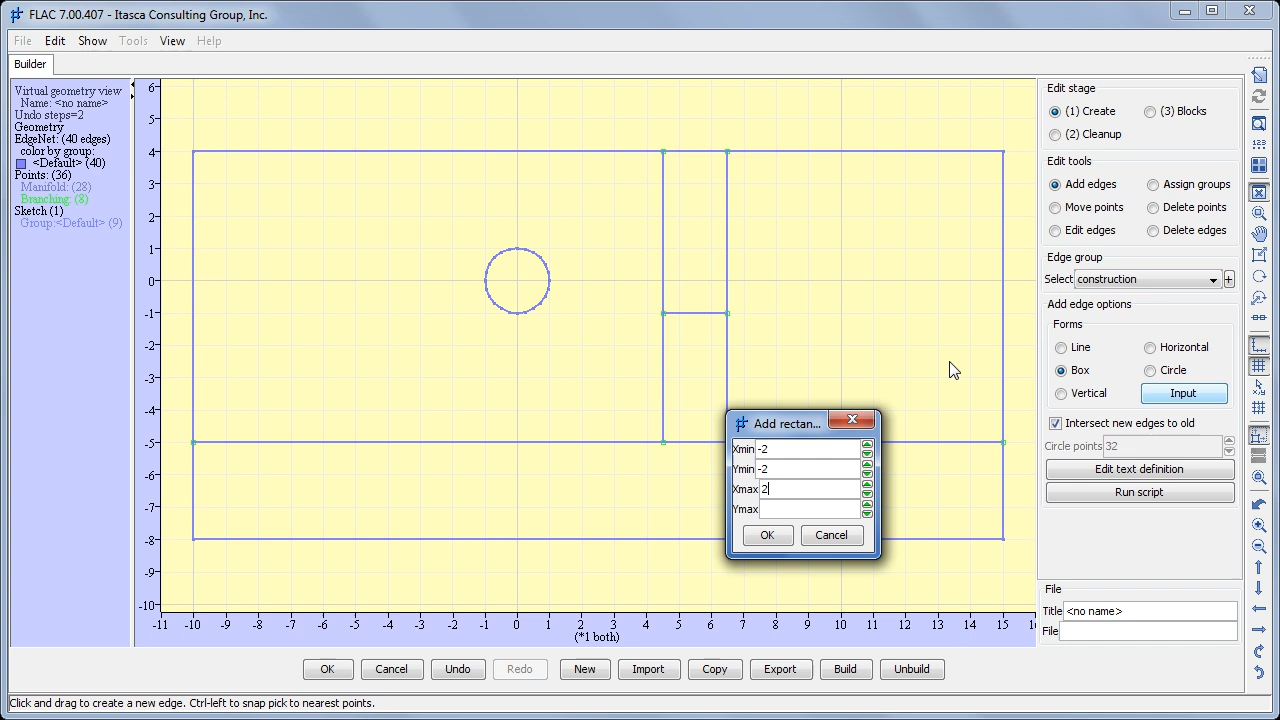 FLAC 7.00.407 - Itasca Consulting Group, Inc.
File Edit Show Tools View Help
Builder
Virtual geometry view
Name: <no name>
Undo steps=2
Geometry
EdgeNet: (40 edges)
color by group:
<Default> (40)
Points: (36)
Manifold: (28)
Branching: (8)
Sketch (1)
Group:<Default> (9)
6
5
4
3
2
1
0
-1
-2
-3
-4
-5
-6
-7
-8
-9
-10
-11 -10 -9 -8 -7 -6 -5 -4 -3 -2 -1 0 1 2 3 4 5 6 7 8 9 10 11 12 13 14 15
(*1 both)
Add rectan...
Xmin -2
Ymin -2
Xmax 2
Ymax
OK Cancel
Edit stage
(1) Create (3) Blocks
(2) Cleanup
Edit tools
Add edges Assign groups
Move points Delete points
Edit edges Delete edges
Edge group
Select construction +
Add edge options
Forms
Line Horizontal
Box Circle
Vertical Input
Intersect new edges to old
Circle points 32
Edit text definition
Run script
File
Title <no name>
File
123
OK Cancel Undo Redo New Import Copy Export Build Unbuild
Click and drag to create a new edge. Ctrl-left to snap pick to nearest points.